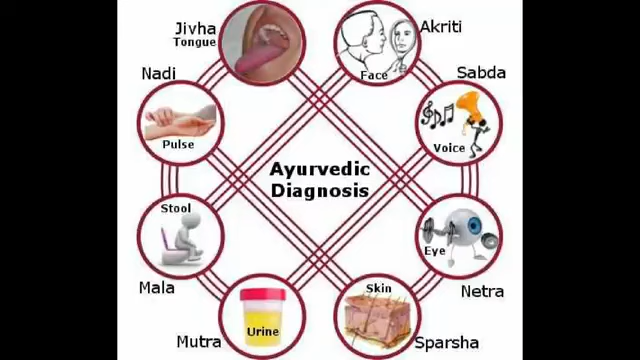 Jivha
Tongue
Akriti
Face
Nadi
Pulse
Sabda
Voice
Ayurvedic
Diagnosis
Stool
Mala
Eye
Netra
Urine
Mutra
Skin
Sparsha